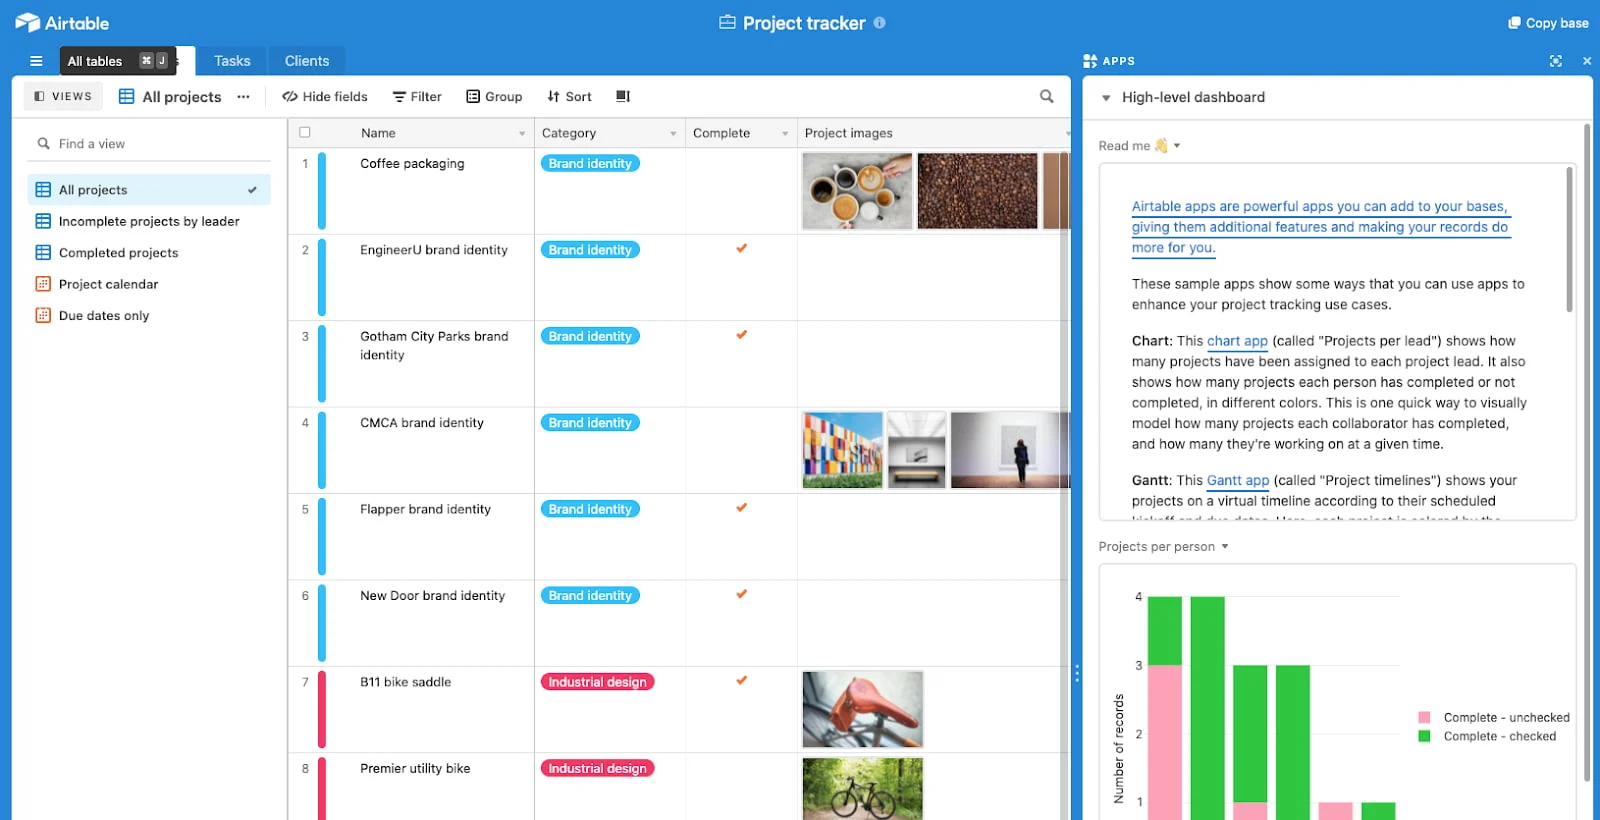 Airtable
Project tracker
Copy base
All tables ⌘ J
Tasks
Clients
APPS
VIEWS
All projects
Hide fields
Filter
Group
Sort
High-level dashboard
Find a view
All projects
Incomplete projects by leader
Completed projects
Project calendar
Due dates only
Name
Category
Complete
Project images
1
Coffee packaging
Brand identity
2
EngineerU brand identity
Brand identity
3
Gotham City Parks brand
identity
Brand identity
4
CMCA brand identity
Brand identity
5
Flapper brand identity
Brand identity
6
New Door brand identity
Brand identity
7
B11 bike saddle
Industrial design
8
Premier utility bike
Industrial design
Read me 👋
Airtable apps are powerful apps you can add to your bases,
giving them additional features and making your records do
more for you.
These sample apps show some ways that you can use apps to
enhance your project tracking use cases.
Chart: This chart app (called "Projects per lead") shows how
many projects have been assigned to each project lead. It also
shows how many projects each person has completed or not
completed, in different colors. This is one quick way to visually
model how many projects each collaborator has completed,
and how many they're working on at a given time.
Gantt: This Gantt app (called "Project timelines") shows your
projects on a virtual timeline according to their scheduled
kickoff and due dates. Here, each project is colored by the
Projects per person
4
3
2
1
Number of records
Complete - unchecked
Complete - checked